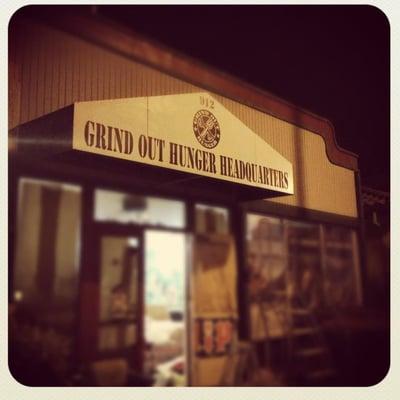 912
GRIND OUT HUNGER HEADQUARTERS